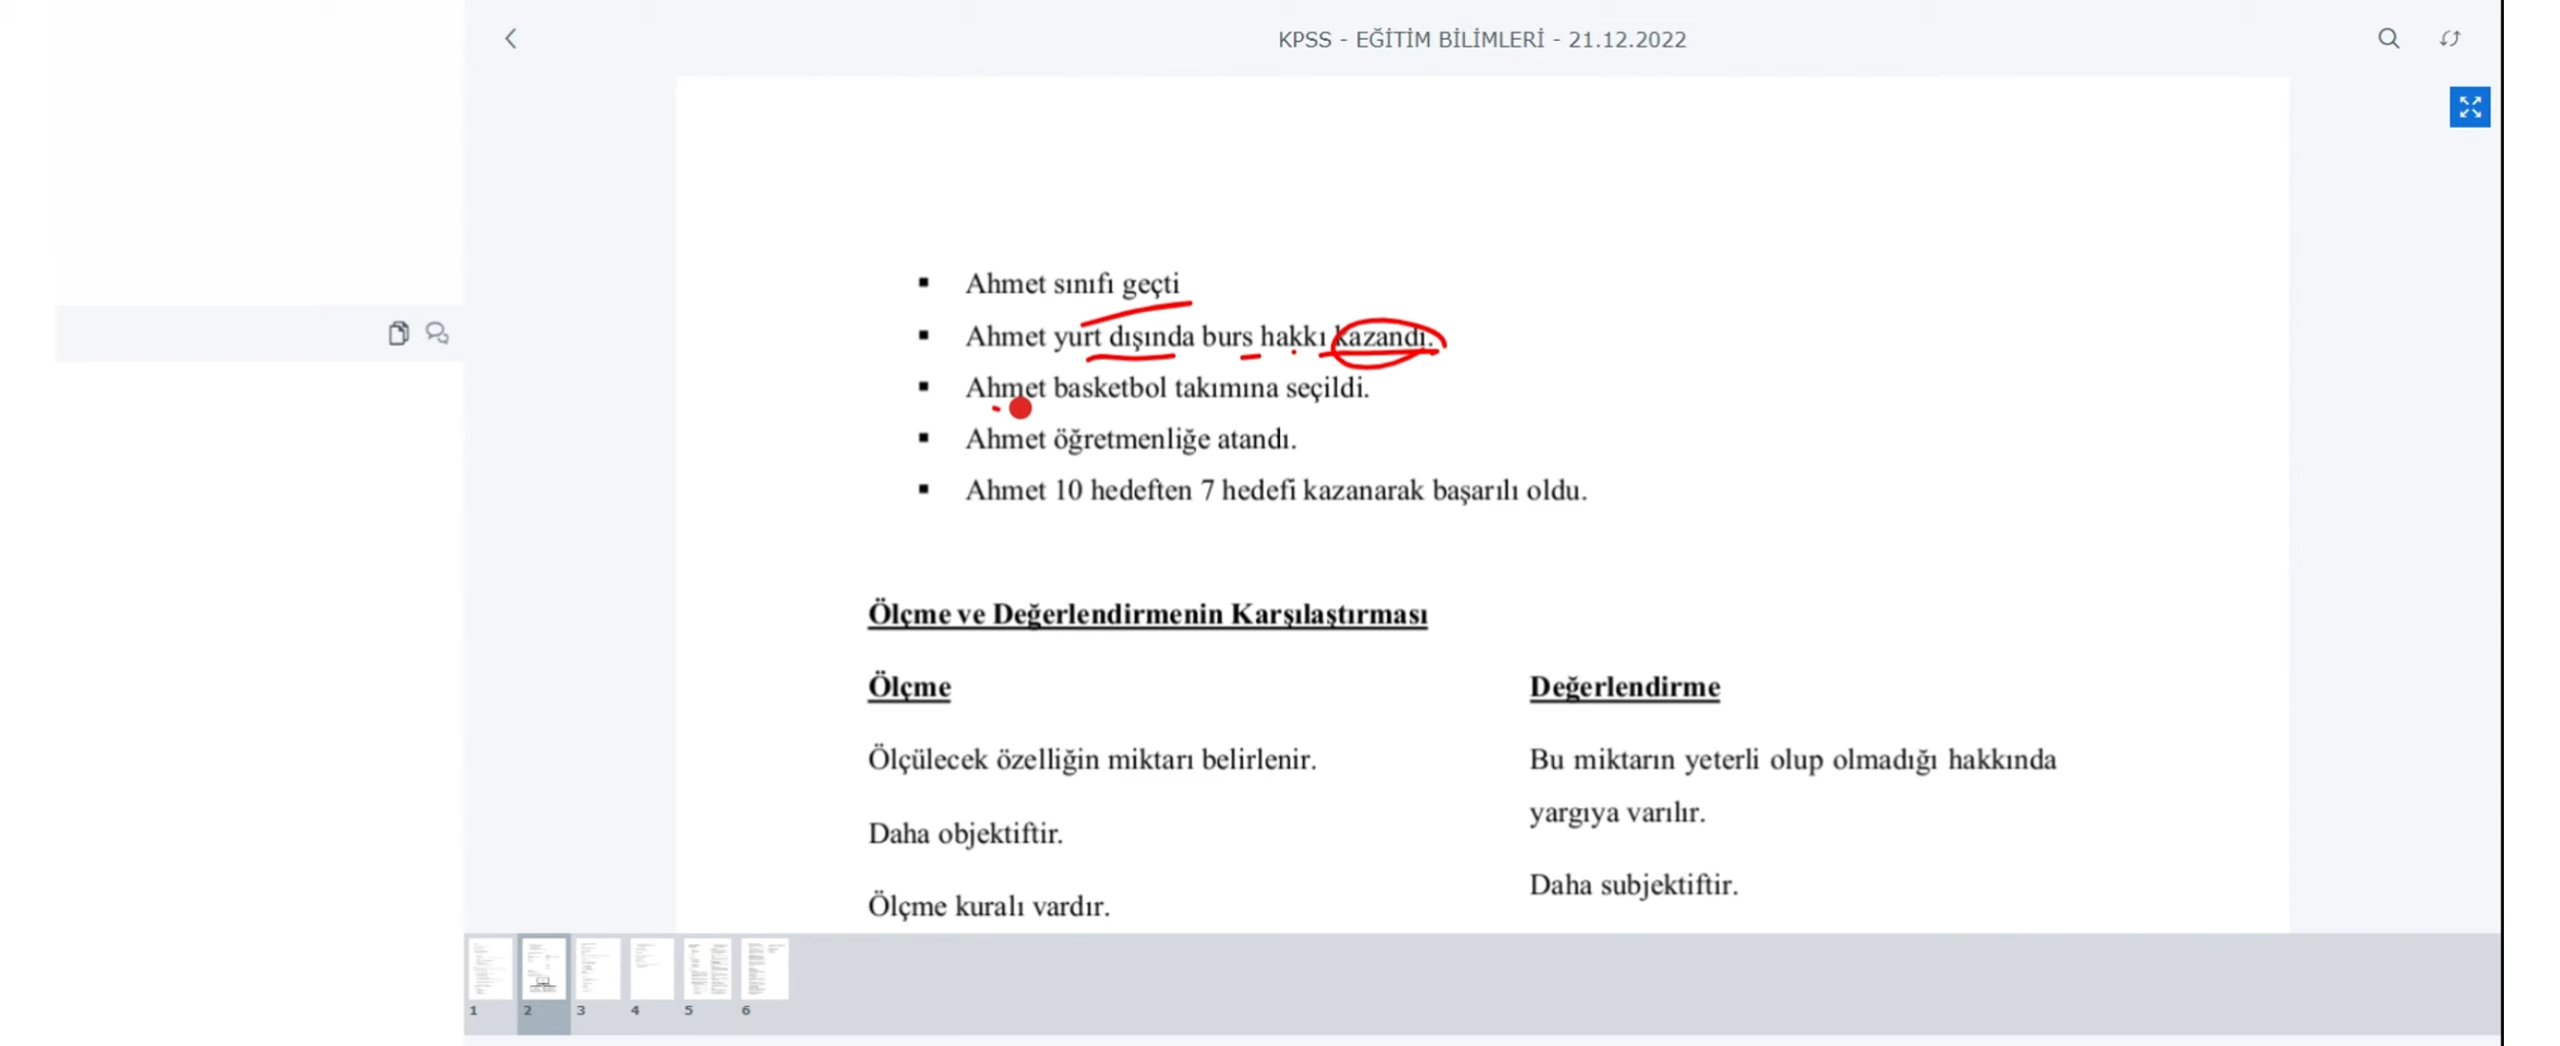 KPSS - EĞİTİM BİLİMLERİ - 21.12.2022
Ahmet sınıfı geçti
Ahmet yurt dışında burs hakkı kazandı.
Ahmet basketbol takımına seçildi.
Ahmet öğretmenliğe atandı.
Ahmet 10 hedeften 7 hedefi kazanarak başarılı oldu.
Ölçme ve Değerlendirmenin Karşılaştırması
Ölçme
Ölçülecek özelliğin miktarı belirlenir.
Daha objektiftir.
Ölçme kuralı vardır.
Değerlendirme
Bu miktarın yeterli olup olmadığı hakkında
yargıya varılır.
Daha subjektiftir.
1 2 3 4 5 6